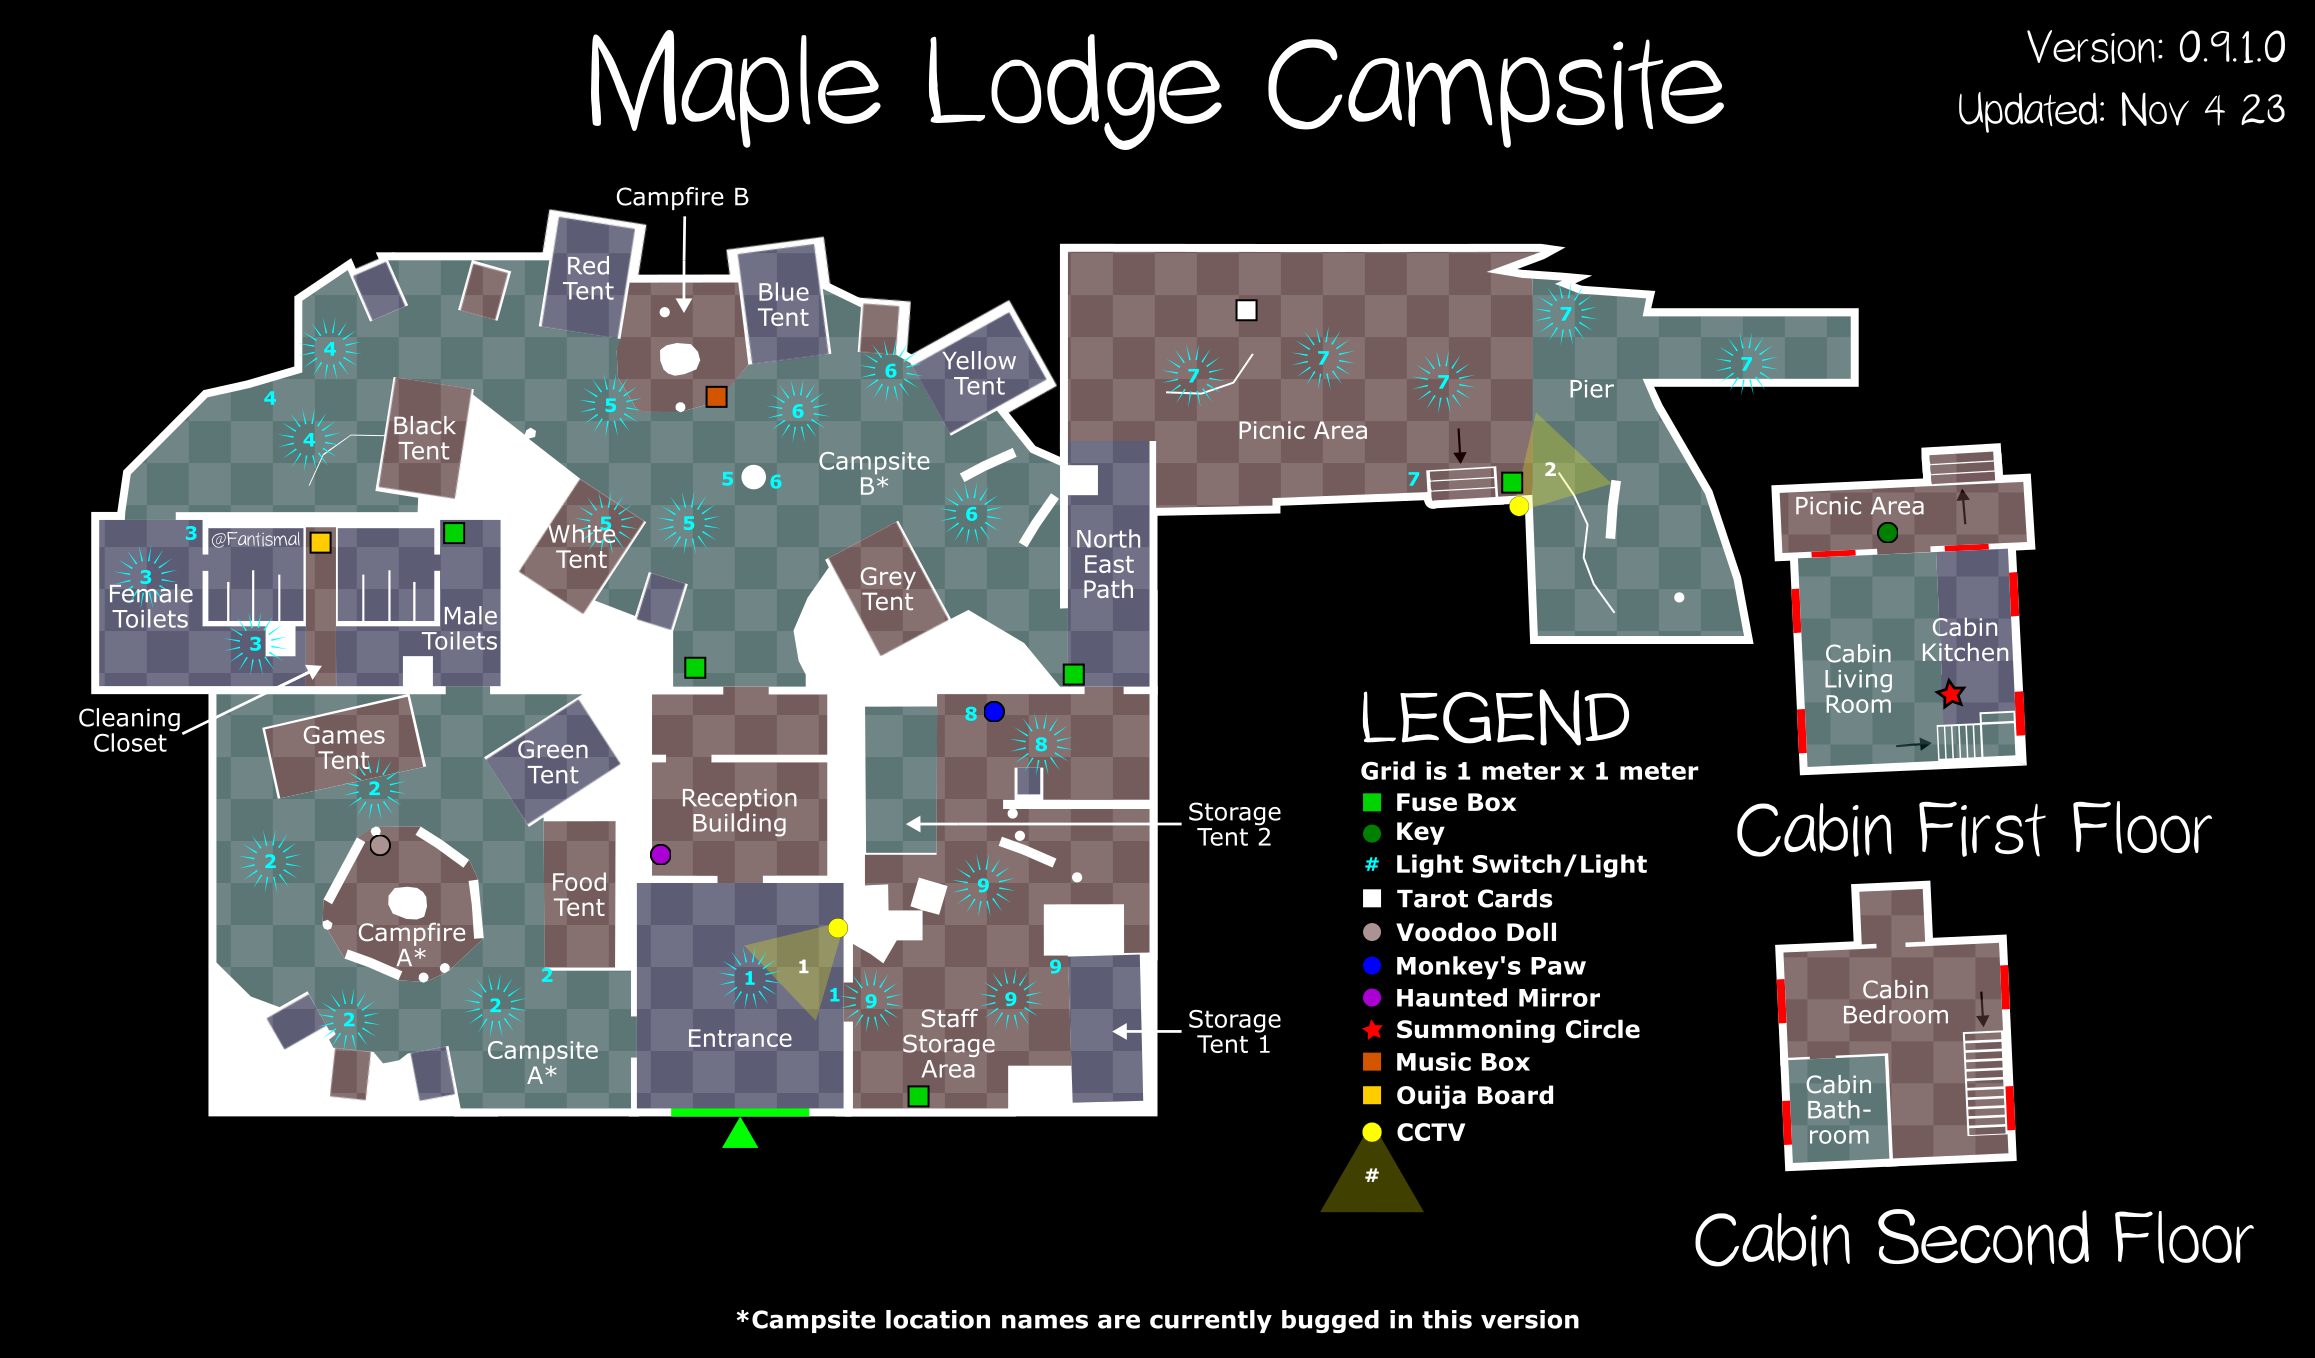 Maple Lodge Campsite
Version: 0.9.1.0
Updated: Nov 4 23
Campfire B
Red
Tent
Blue
Tent
Yellow
Tent
Black
Tent
4
4
4
5
6
6
7
7
7
7
7
Pier
Picnic Area
Campsite
B*
5
6
7
2
Picnic Area
3
@Fantismal
5
White
Tent
5
6
North
East
Path
3
Female
Toilets
Male
Toilets
Grey
Tent
3
Cabin
Kitchen
Cabin
Living
Room
Cleaning
Closet
Games
Tent
2
Green
Tent
8
8
Reception
Building
Storage
Tent 2
2
Food
Tent
9
Campfire
A*
2
1
1
1
9
9
9
2
2
Campsite
A*
Entrance
Staff
Storage
Area
Storage
Tent 1
LEGEND
Grid is 1 meter x 1 meter
Fuse Box
Key
# Light Switch/Light
Tarot Cards
Voodoo Doll
Monkey's Paw
Haunted Mirror
Summoning Circle
Music Box
Ouija Board
CCTV
#
Cabin First Floor
Cabin
Bedroom
Cabin
Bath-
room
Cabin Second Floor
*Campsite location names are currently bugged in this version